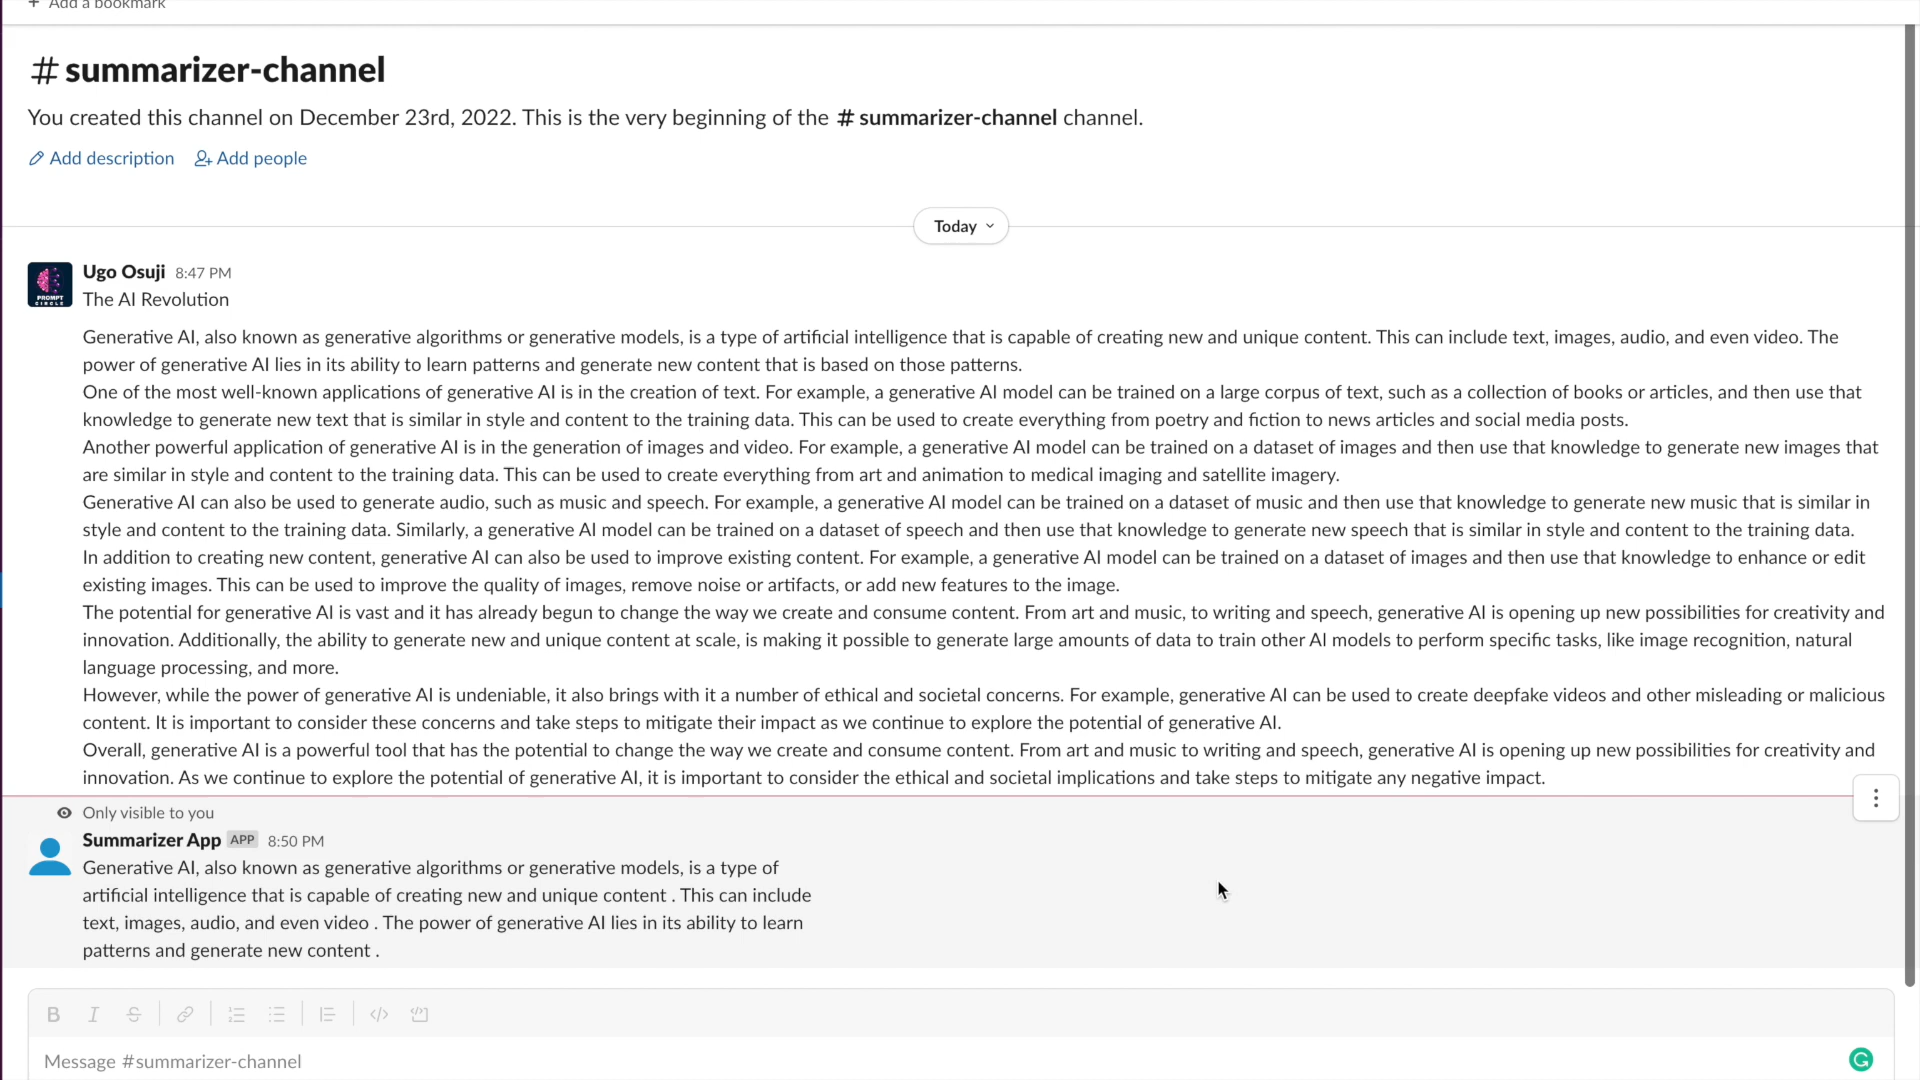 + Add a bookmark
# summarizer-channel
You created this channel on December 23rd, 2022. This is the very beginning of the # summarizer-channel channel.
Add description Add people
Today
Ugo Osuji 8:47 PM
PROMPT
CIRCLE
The AI Revolution
Generative AI, also known as generative algorithms or generative models, is a type of artificial intelligence that is capable of creating new and unique content. This can include text, images, audio, and even video. The
power of generative AI lies in its ability to learn patterns and generate new content that is based on those patterns.
One of the most well-known applications of generative AI is in the creation of text. For example, a generative AI model can be trained on a large corpus of text, such as a collection of books or articles, and then use that
knowledge to generate new text that is similar in style and content to the training data. This can be used to create everything from poetry and fiction to news articles and social media posts.
Another powerful application of generative AI is in the generation of images and video. For example, a generative AI model can be trained on a dataset of images and then use that knowledge to generate new images that
are similar in style and content to the training data. This can be used to create everything from art and animation to medical imaging and satellite imagery.
Generative AI can also be used to generate audio, such as music and speech. For example, a generative AI model can be trained on a dataset of music and then use that knowledge to generate new music that is similar in
style and content to the training data. Similarly, a generative AI model can be trained on a dataset of speech and then use that knowledge to generate new speech that is similar in style and content to the training data.
In addition to creating new content, generative AI can also be used to improve existing content. For example, a generative AI model can be trained on a dataset of images and then use that knowledge to enhance or edit
existing images. This can be used to improve the quality of images, remove noise or artifacts, or add new features to the image.
The potential for generative AI is vast and it has already begun to change the way we create and consume content. From art and music, to writing and speech, generative AI is opening up new possibilities for creativity and
innovation. Additionally, the ability to generate new and unique content at scale, is making it possible to generate large amounts of data to train other AI models to perform specific tasks, like image recognition, natural
language processing, and more.
However, while the power of generative AI is undeniable, it also brings with it a number of ethical and societal concerns. For example, generative AI can be used to create deepfake videos and other misleading or malicious
content. It is important to consider these concerns and take steps to mitigate their impact as we continue to explore the potential of generative AI.
Overall, generative AI is a powerful tool that has the potential to change the way we create and consume content. From art and music to writing and speech, generative AI is opening up new possibilities for creativity and
innovation. As we continue to explore the potential of generative AI, it is important to consider the ethical and societal implications and take steps to mitigate any negative impact.
Only visible to you
Summarizer App APP 8:50 PM
Generative AI, also known as generative algorithms or generative models, is a type of
artificial intelligence that is capable of creating new and unique content . This can include
text, images, audio, and even video . The power of generative AI lies in its ability to learn
patterns and generate new content .
Message #summarizer-channel